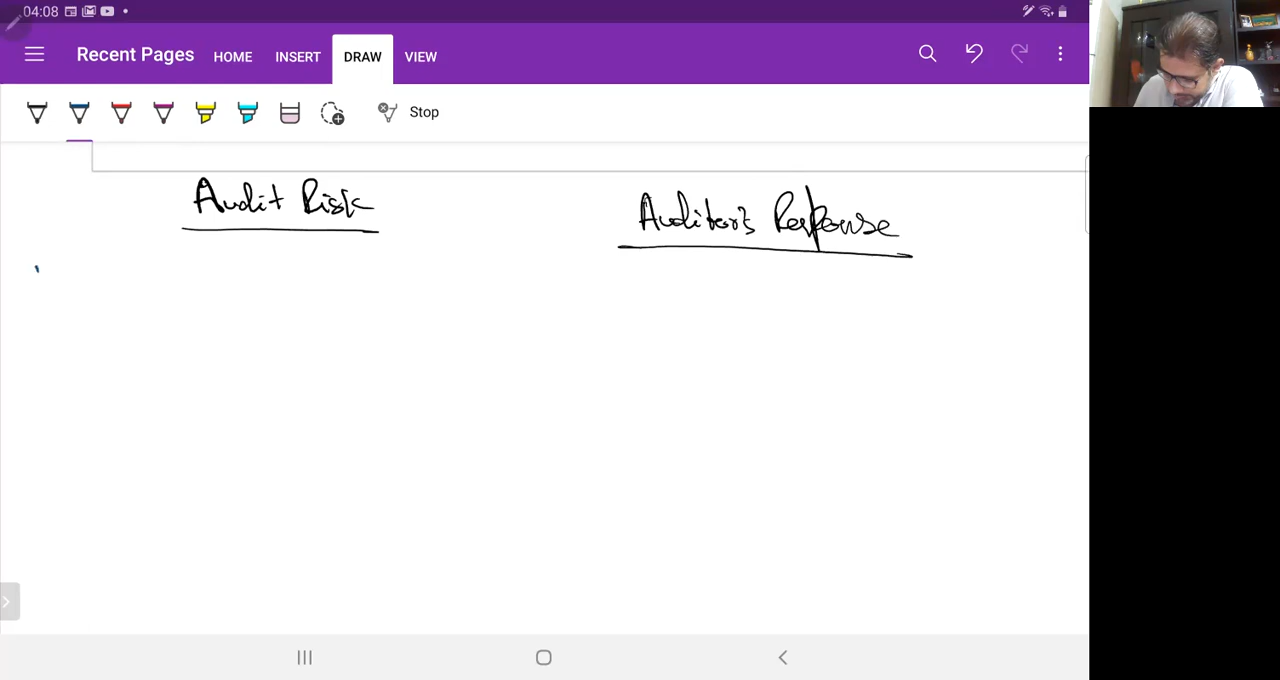 04:08
Recent Pages HOME INSERT DRAW VIEW
Stop
Audit Risk
Auditor's Response